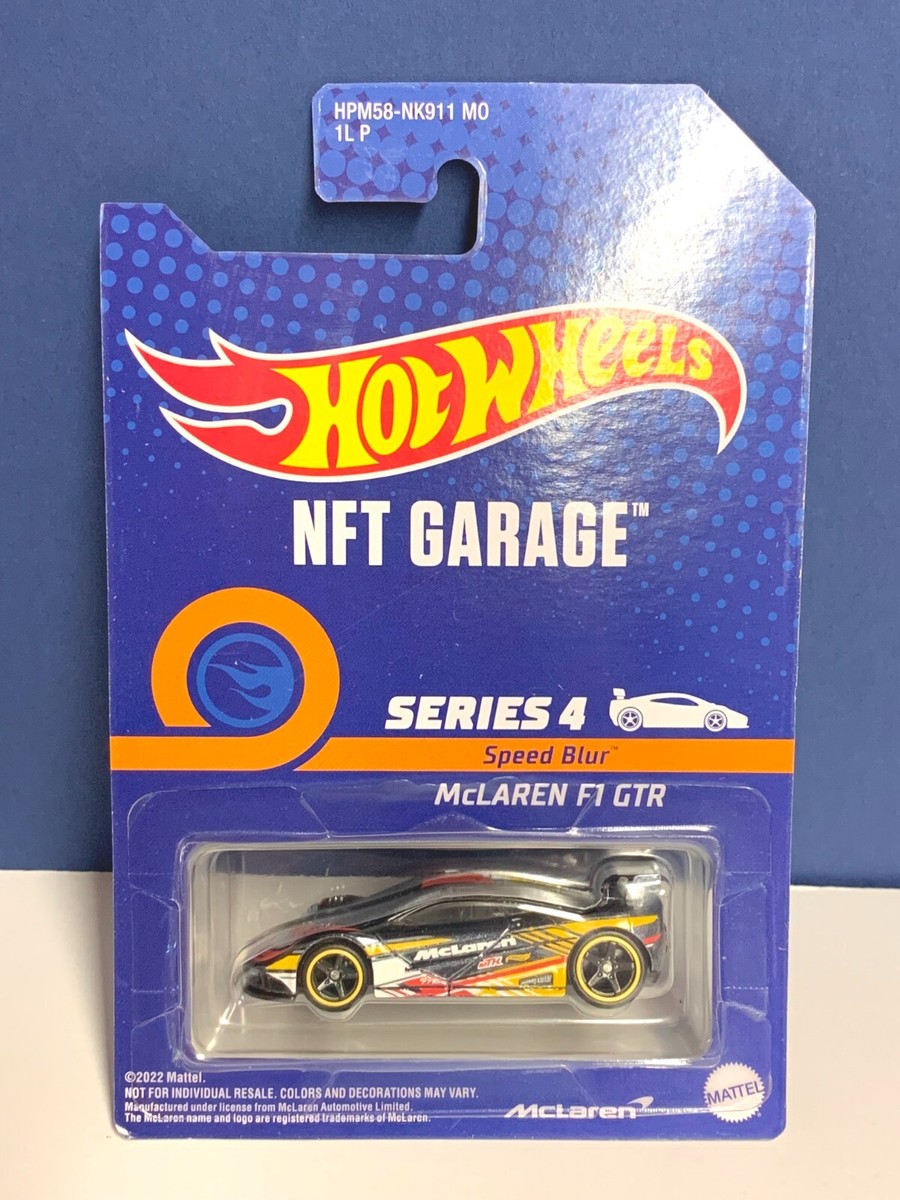 HPM58-NK911 MO
1L P
HOT WHEELS
NFT GARAGE™
SERIES 4
Speed Blur™
McLAREN F1 GTR
McLaren
©2022 Mattel.
NOT FOR INDIVIDUAL RESALE. COLORS AND DECORATIONS MAY VARY.
Manufactured under license from McLaren Automotive Limited.
The McLaren name and logo are registered trademarks of McLaren.
McLaren
MATTEL